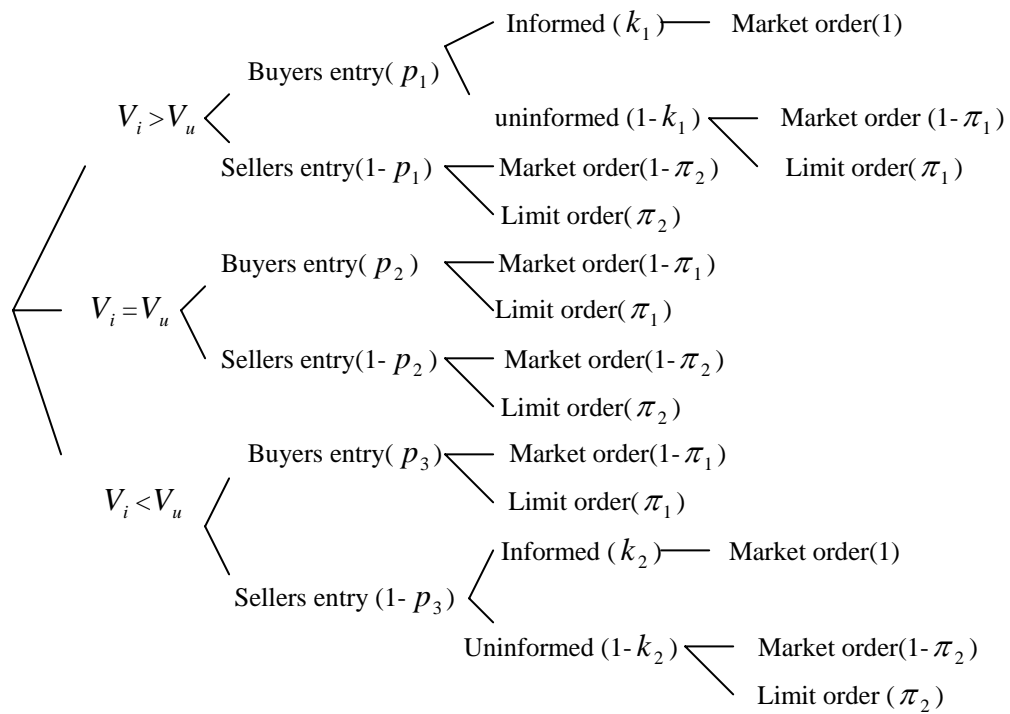 Informed (k₁) Market order(1)
Buyers entry( p₁)
Vᵢ >Vᵤ uninformed (1-k₁) Market order (1-π₁)
Sellers entry(1- p₁) Market order(1-π₂) Limit order(π₁)
Limit order(π₂)
Buyers entry( p₂) Market order(1-π₁)
Vᵢ =Vᵤ Limit order(π₁)
Sellers entry(1- p₂) Market order(1-π₂)
Limit order(π₂)
Buyers entry( p₃) Market order(1-π₁)
Vᵢ <Vᵤ Limit order(π₁)
Informed (k₂) Market order(1)
Sellers entry (1- p₃)
Uninformed (1-k₂) Market order(1-π₂)
Limit order (π₂)